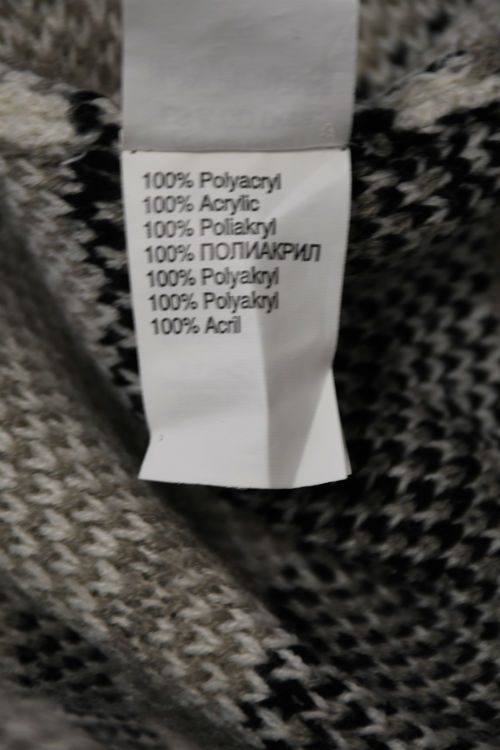 100% Polyacryl
100% Acrylic
100% Poliakryl
100% ПОЛИАКРИЛ
100% Polyakryl
100% Polyakryl
100% Acril